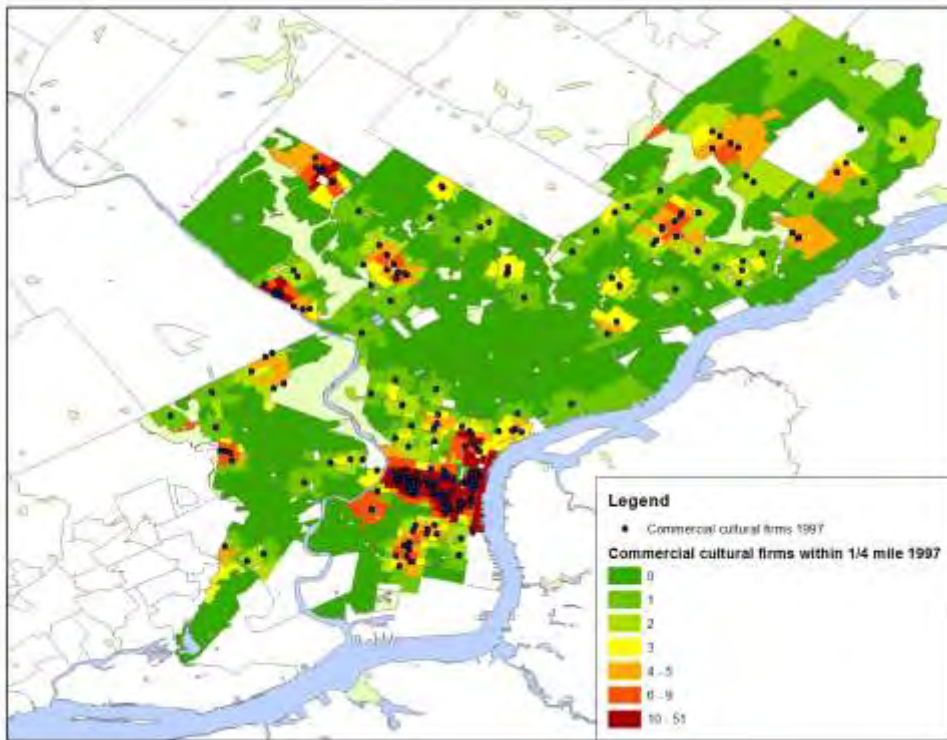 Legend
Commercial cultural firms 1997
Commercial cultural firms within 1/4 mile 1997
0
1
2
3
4 - 5
6 - 9
10 - 51